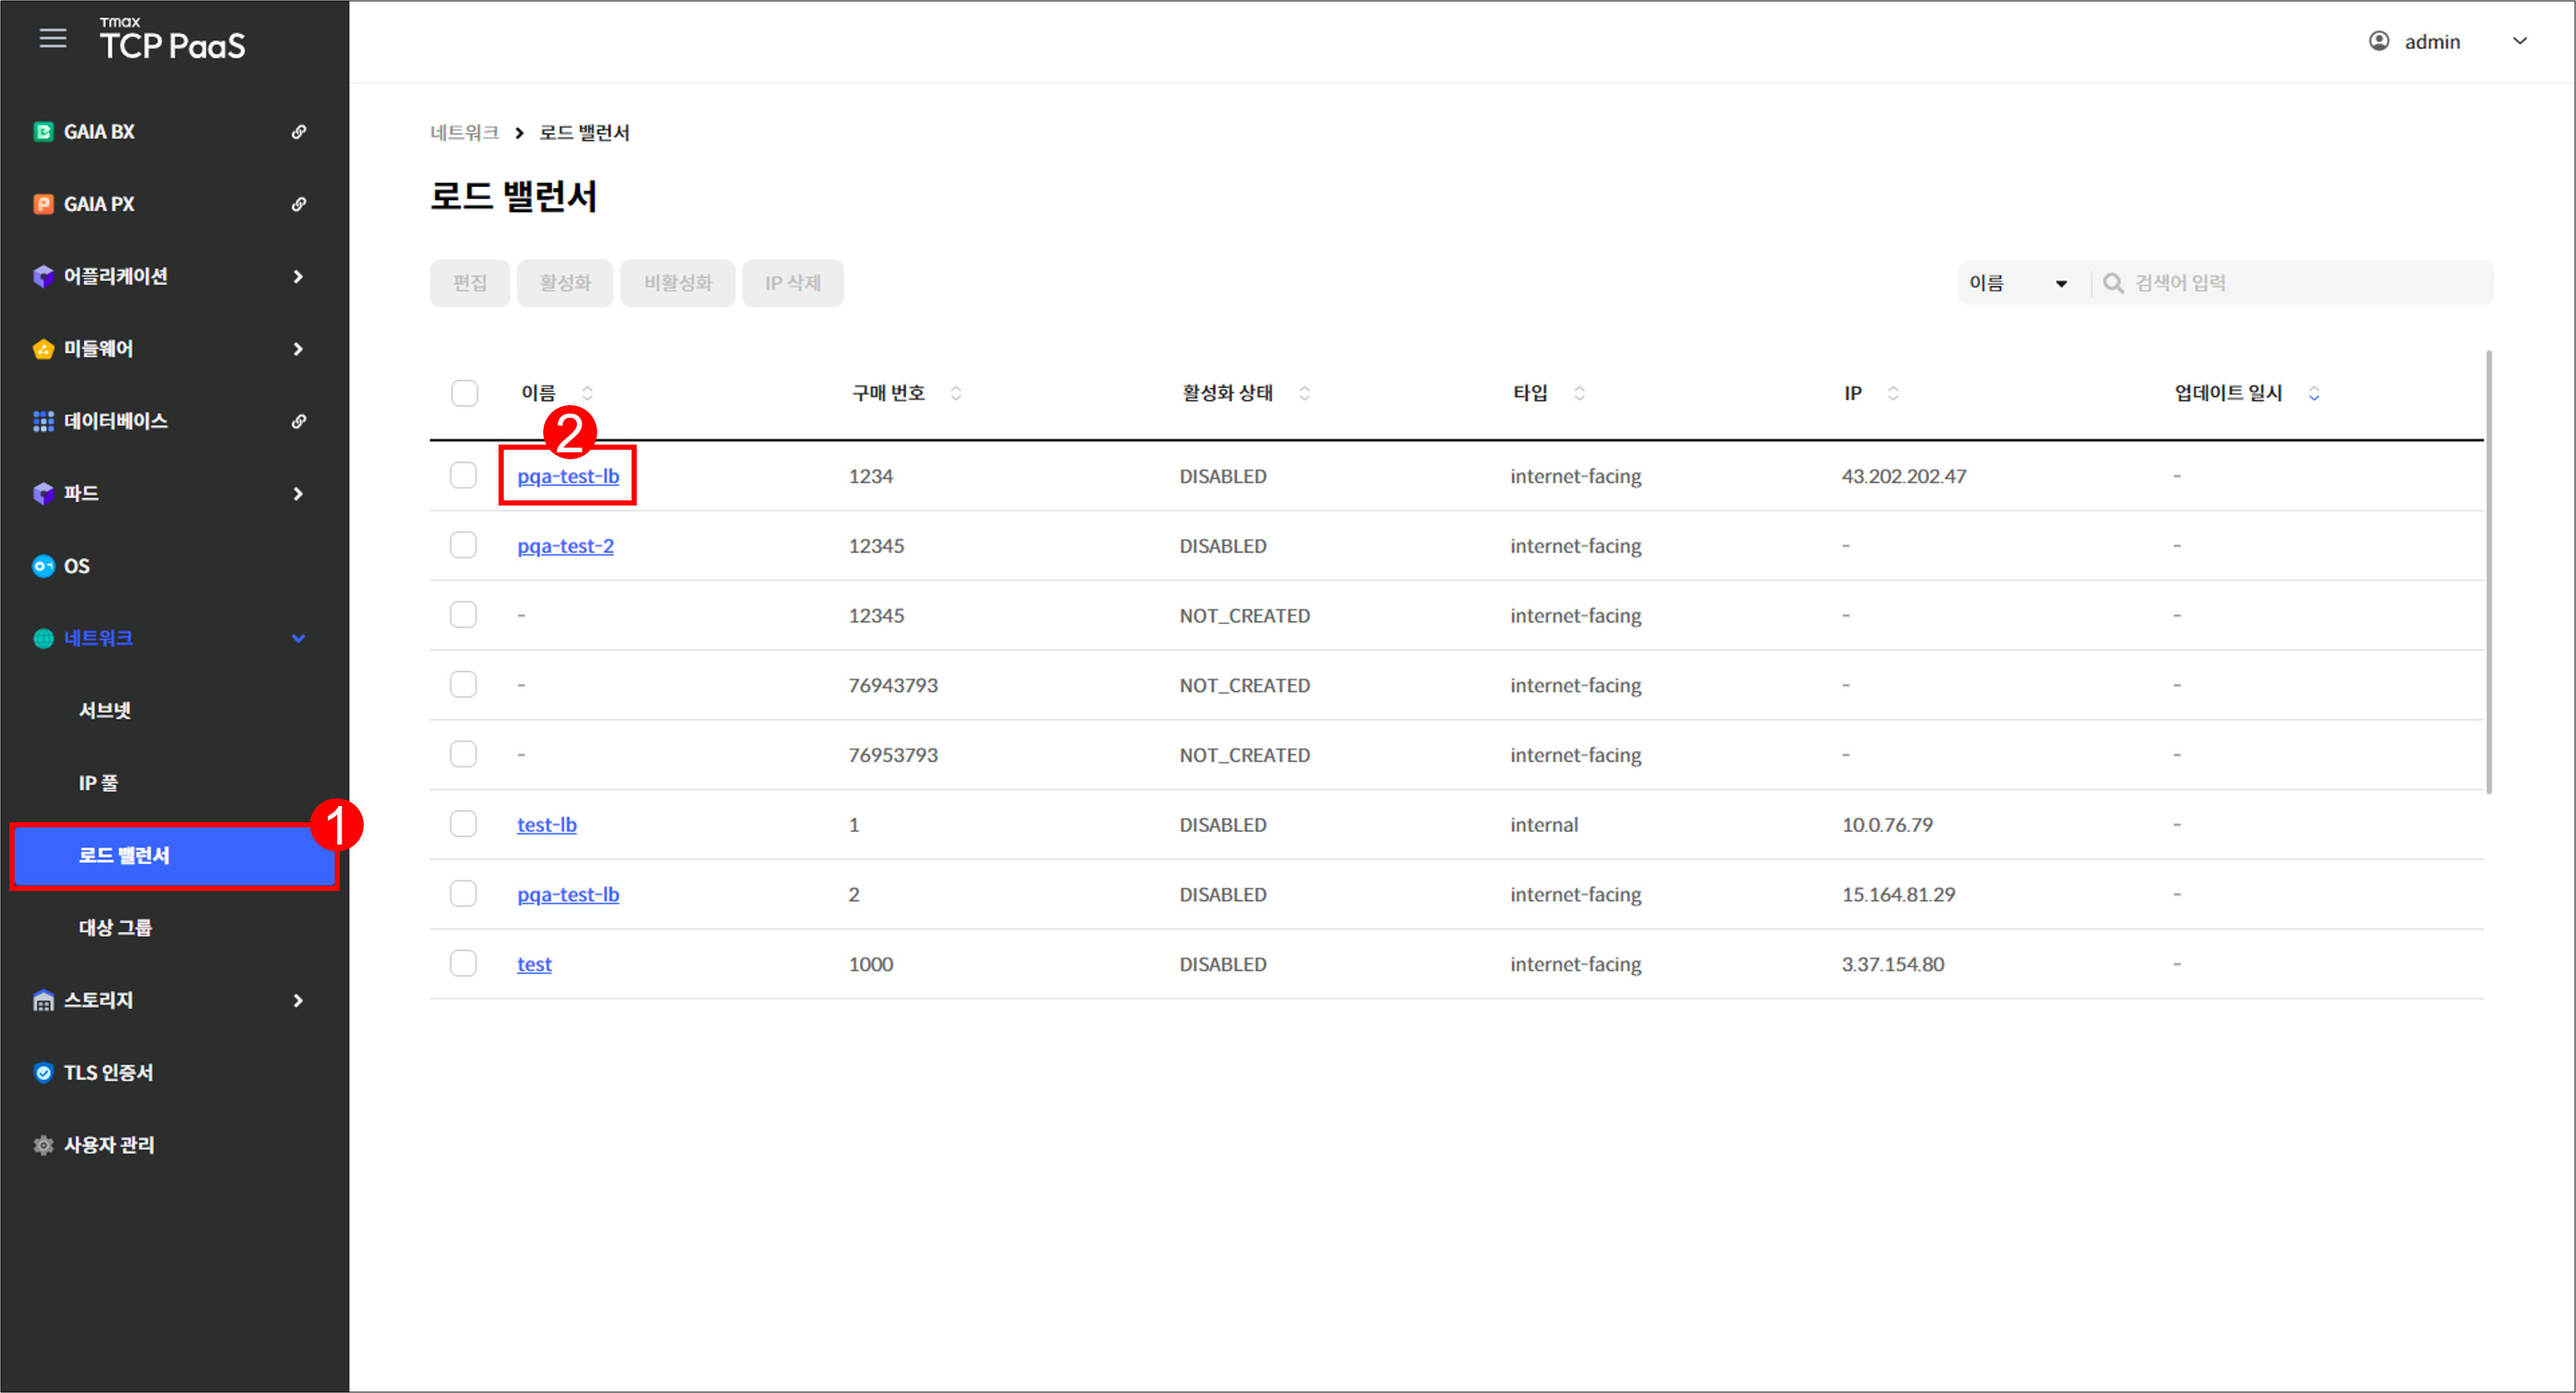 Tmax
TCP PaaS
admin
GAIA BX
GAIA PX
어플리케이션
미들웨어
데이터베이스
파드
OS
네트워크
서브넷
IP 풀
1
로드 밸런서
대상 그룹
스토리지
TLS 인증서
사용자 관리
네트워크 > 로드 밸런서
로드 밸런서
편집 활성화 비활성화 IP 삭제 이름 검색어 입력
이름 구매 번호 활성화 상태 타입 IP 업데이트 일시
2
pqa-test-lb 1234 DISABLED internet-facing 43.202.202.47 -
pqa-test-2 12345 DISABLED internet-facing - -
- 12345 NOT_CREATED internet-facing - -
- 76943793 NOT_CREATED internet-facing - -
- 76953793 NOT_CREATED internet-facing - -
test-lb 1 DISABLED internal 10.0.76.79 -
pqa-test-lb 2 DISABLED internet-facing 15.164.81.29 -
test 1000 DISABLED internet-facing 3.37.154.80 -